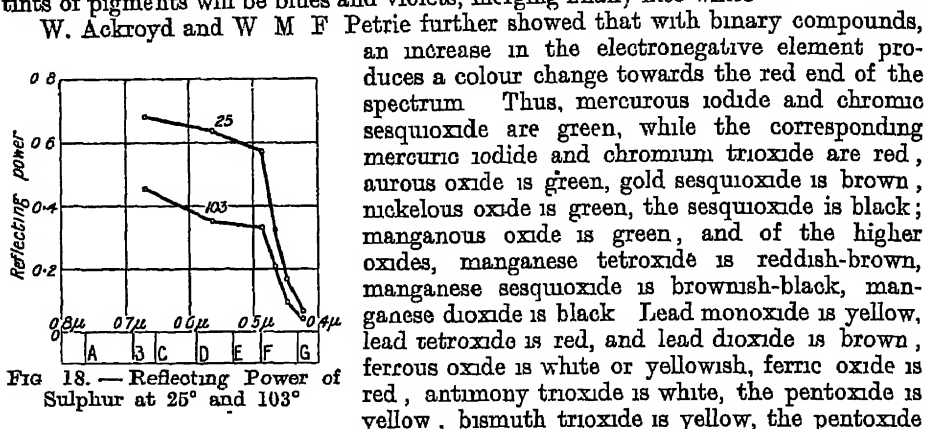 tints of pigments will be blues and violets, merging finally into white
W. Ackroyd and W M F Petrie further showed that with binary compounds,
an increase in the electronegative element pro-
duces a colour change towards the red end of the
spectrum Thus, mercurous iodide and chromic
sesquioxide are green, while the corresponding
mercuric iodide and chromium trioxide are red,
aurous oxide is green, gold sesquioxide is brown,
nickelous oxide is green, the sesquioxide is black;
manganous oxide is green, and of the higher
oxides, manganese tetroxide is reddish-brown,
manganese sesquioxide is brownish-black, man-
ganese dioxide is black Lead monoxide is yellow,
lead tetroxide is red, and lead dioxide is brown,
ferrous oxide is white or yellowish, ferric oxide is
red, antimony trioxide is white, the pentoxide is
yellow, bismuth trioxide is yellow, the pentoxide
Reflecting power
0 8
0 6
0.4
0.2
0
25
103
0 8μ 0 7μ 0 6μ 0 5μ 0 4μ
A B C D E F G
FIG 18. — Reflecting Power of
Sulphur at 25° and 103°